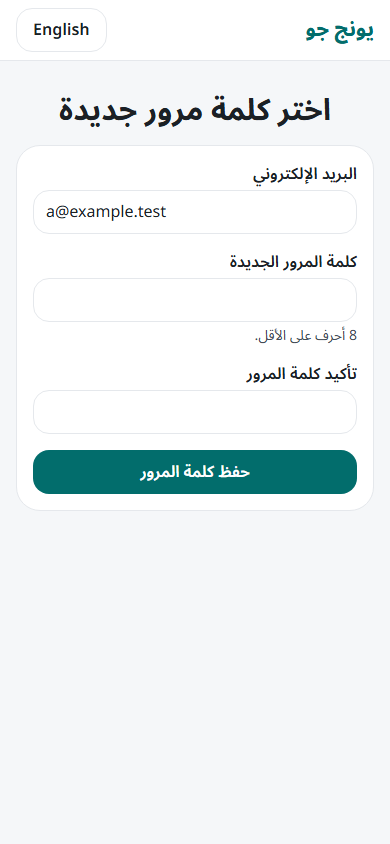 يونج جو
English
اختر كلمة مرور جديدة
البريد الإلكتروني
a@example.test
كلمة المرور الجديدة
8 أحرف على الأقل.
تأكيد كلمة المرور
حفظ كلمة المرور